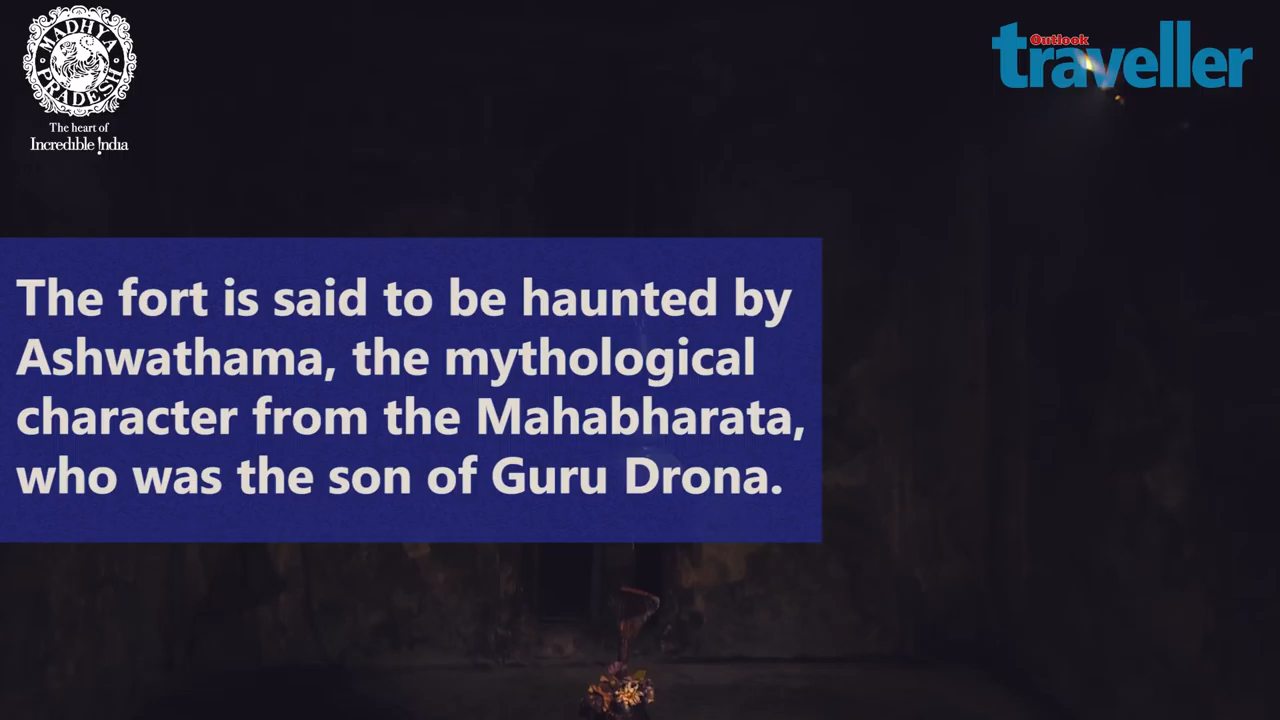 MADHYA PRADESH
The heart of
Incredible !ndia
Outlook
traveller
The fort is said to be haunted by
Ashwathama, the mythological
character from the Mahabharata,
who was the son of Guru Drona.